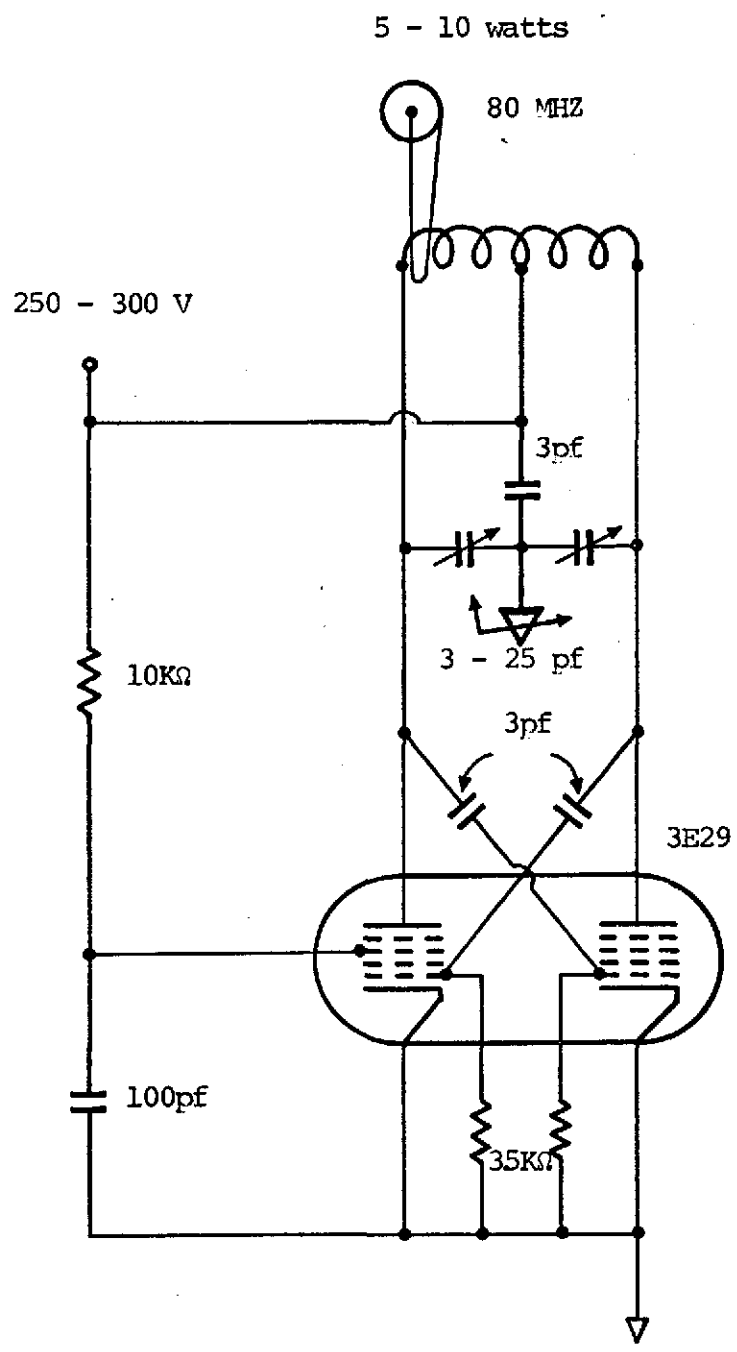 5 - 10 watts
80 MHZ
250 - 300 V
3pf
10KΩ
3 - 25 pf
3pf
3E29
100pf
35KΩ